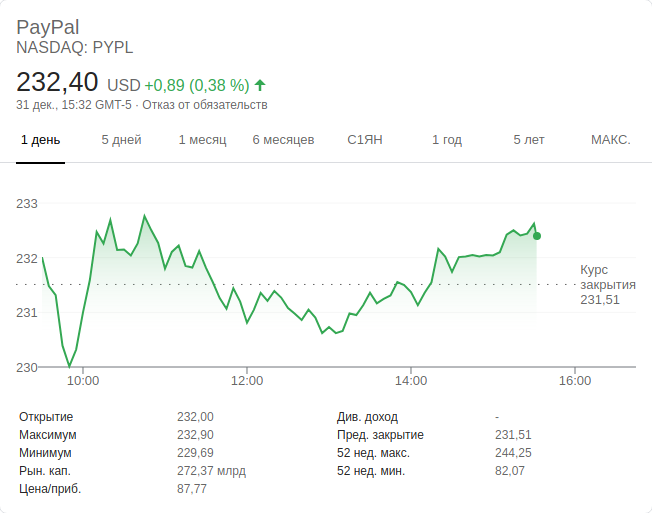 PayPal
NASDAQ: PYPL
232,40 USD +0,89 (0,38 %)
31 дек., 15:32 GMT-5 · Отказ от обязательств
1 день 5 дней 1 месяц 6 месяцев С1ЯН 1 год 5 лет МАКС.
233
232
231
230
Курс
закрытия
231,51
10:00 12:00 14:00 16:00
Открытие 232,00
Максимум 232,90
Минимум 229,69
Рын. кап. 272,37 млрд
Цена/приб. 87,77
Див. доход -
Пред. закрытие 231,51
52 нед. макс. 244,25
52 нед. мин. 82,07